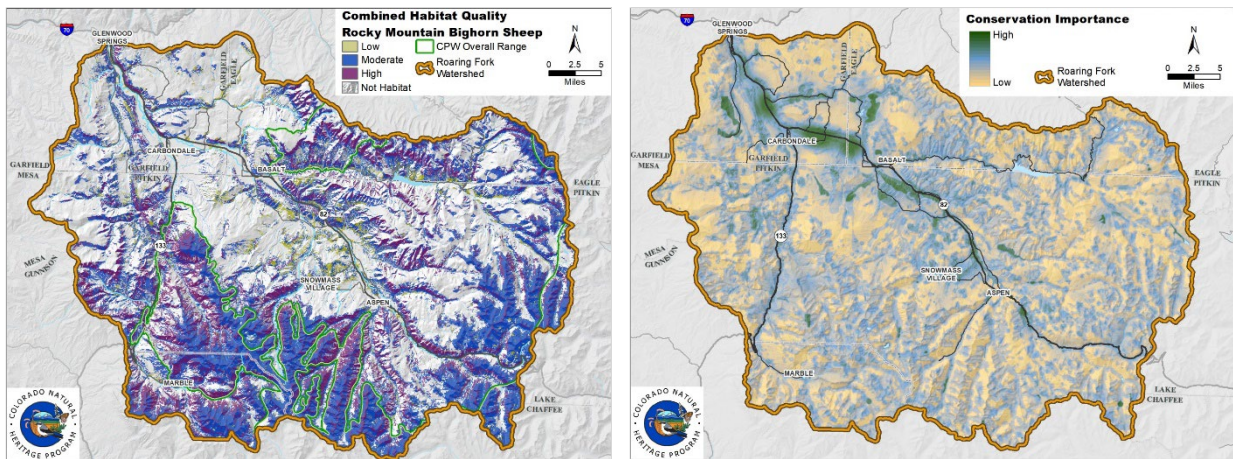 Combined Habitat Quality
Rocky Mountain Bighorn Sheep
Low
Moderate
High
Not Habitat
CPW Overall Range
Roaring Fork
Watershed
N
0 2.5 5
Miles
70
GLENWOOD
SPRINGS
GARFIELD
EAGLE
CARBONDALE
GARFIELD
MESA
GARFIELD
PITKIN
BASALT
EAGLE
PITKIN
82
133
MESA
GUNNISON
SNOWMASS
VILLAGE
ASPEN
MARBLE
LAKE
CHAFFEE
COLORADO NATURAL
HERITAGE PROGRAM
Conservation Importance
High
Low
Roaring Fork
Watershed
N
0 2.5 5
Miles
70
GLENWOOD
SPRINGS
GARFIELD
EAGLE
CARBONDALE
GARFIELD
MESA
GARFIELD
PITKIN
BASALT
EAGLE
PITKIN
82
133
MESA
GUNNISON
SNOWMASS
VILLAGE
ASPEN
MARBLE
LAKE
CHAFFEE
COLORADO NATURAL
HERITAGE PROGRAM